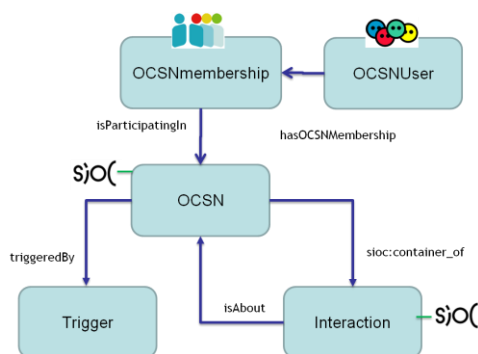 OCSNmembership
OCSNUser
isParticipatingIn
hasOCSNMembership
SiOC
OCSN
triggeredBy
sioc:container_of
isAbout
Trigger
Interaction
SiOC